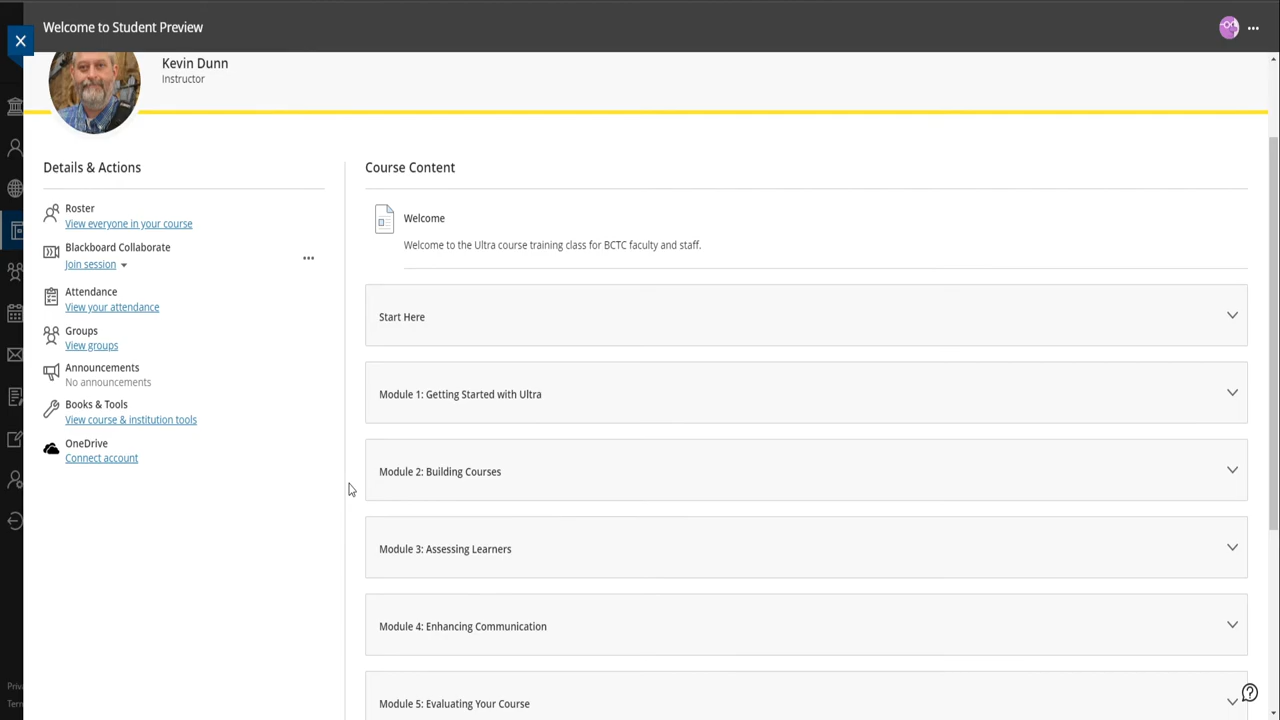 Welcome to Student Preview
Kevin Dunn
Instructor
Details & Actions
Roster
View everyone in your course
Blackboard Collaborate
Join session
Attendance
View your attendance
Groups
View groups
Announcements
No announcements
Books & Tools
View course & institution tools
OneDrive
Connect account
Course Content
Welcome
Welcome to the Ultra course training class for BCTC faculty and staff.
Start Here
Module 1: Getting Started with Ultra
Module 2: Building Courses
Module 3: Assessing Learners
Module 4: Enhancing Communication
Module 5: Evaluating Your Course